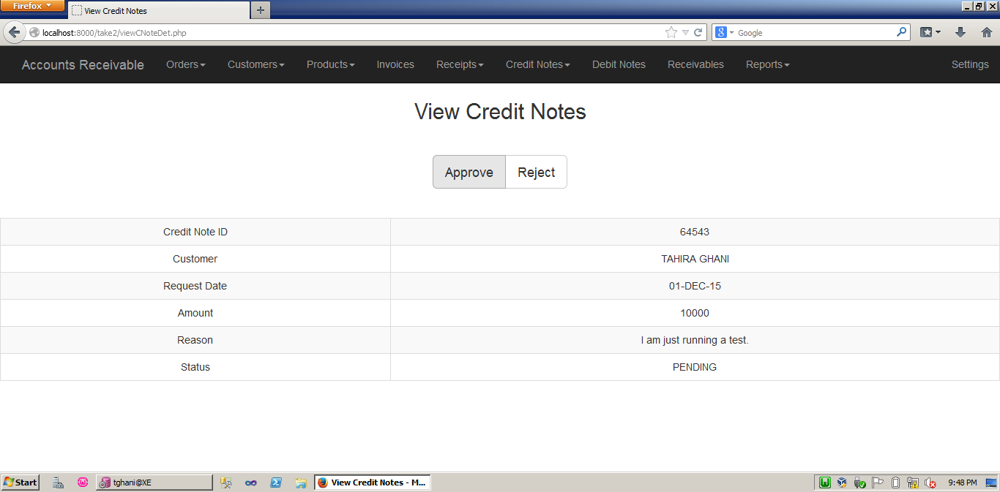 Firefox
View Credit Notes
localhost:8000/take2/viewCNoteDet.php
Google
Accounts Receivable Orders Customers Products Invoices Receipts Credit Notes Debit Notes Receivables Reports Settings
View Credit Notes
Approve Reject
Credit Note ID 64543
Customer TAHIRA GHANI
Request Date 01-DEC-15
Amount 10000
Reason I am just running a test.
Status PENDING
Start tghani@XE View Credit Notes - M... 9:48 PM